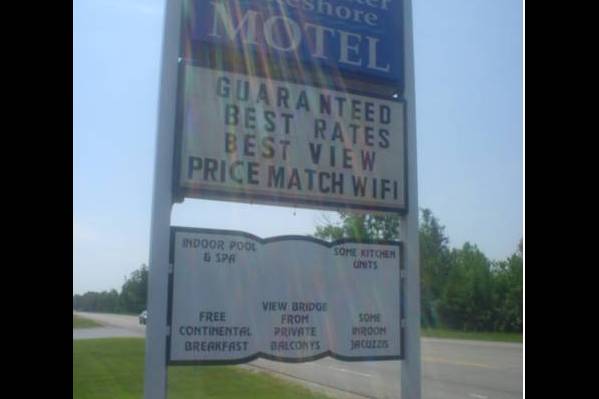 MOTEL
GUARANTEED
BEST RATES
BEST VIEW
PRICE MATCH WIFI
INDOOR POOL
& SPA
SOME KITCHEN
UNITS
FREE
CONTINENTAL
BREAKFAST
VIEW BRIDGE
FROM
PRIVATE
BALCONYS
SOME
INROOM
JACUZZIS